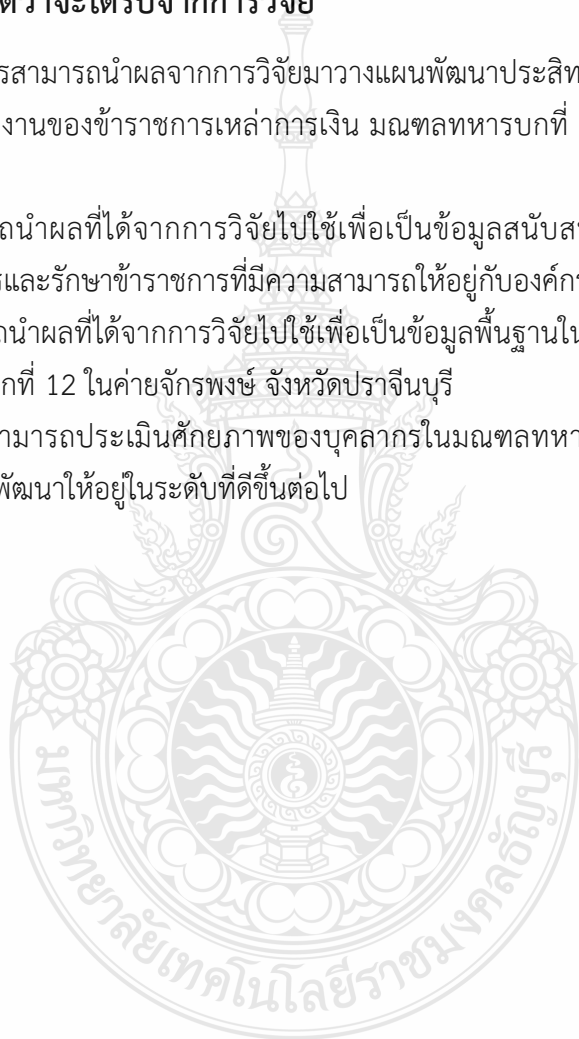 ดว่าจะได้รับจากการวิจัย
รสามารถนำผลจากการวิจัยมาวางแผนพัฒนาประสิท
งานของข้าราชการเหล่าการเงิน มณฑลทหารบกที่
ถนำผลที่ได้จากการวิจัยไปใช้เพื่อเป็นข้อมูลสนับส
รและรักษาข้าราชการที่มีความสามารถให้อยู่กับองค์กร
ถนำผลที่ได้จากการวิจัยไปใช้เพื่อเป็นข้อมูลพื้นฐานใน
กที่ 12 ในค่ายจักรพงษ์ จังหวัดปราจีนบุรี
ามารถประเมินศักยภาพของบุคลากรในมณฑลทหา
พัฒนาให้อยู่ในระดับที่ดีขึ้นต่อไป
มหาวิทยาลัยเทคโนโลยีราชมงคลธัญบุรี